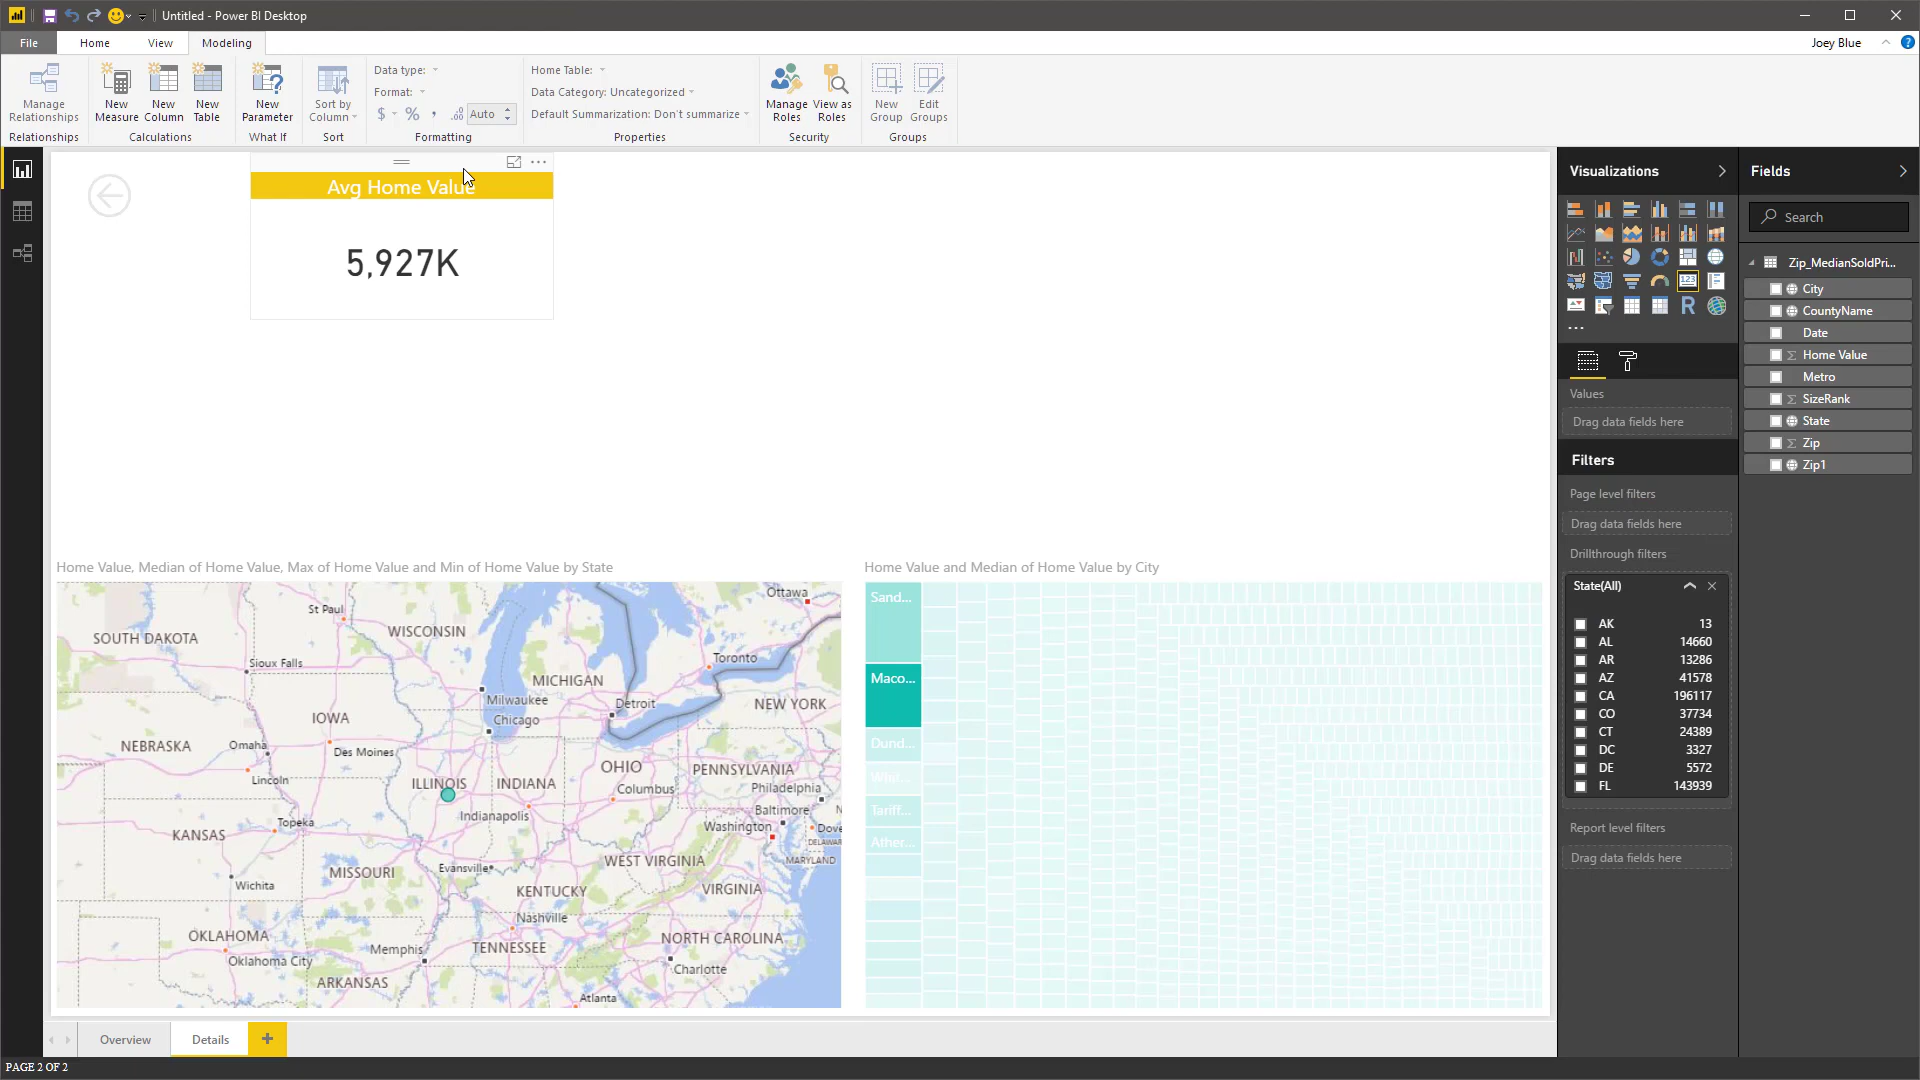 Untitled - Power BI Desktop
File
Home
View
Modeling
Joey Blue
Manage
Relationships
New
Measure
New
Column
New
Table
New
Parameter
Sort by
Column
Data type:
Format:
$
%
,
.00
Auto
Home Table:
Data Category: Uncategorized
Default Summarization: Don't summarize
Manage
Roles
View as
Roles
New
Group
Edit
Groups
Relationships
Calculations
What If
Sort
Formatting
Properties
Security
Groups
Avg Home Value
5,927K
Home Value, Median of Home Value, Max of Home Value and Min of Home Value by State
Ottawa
St Paul
WISCONSIN
SOUTH DAKOTA
Toronto
Sioux Falls
MICHIGAN
Milwaukee
Detroit
NEW YORK
IOWA
Chicago
NEBRASKA
Omaha
Des Moines
OHIO
PENNSYLVANIA
Lincoln
ILLINOIS
INDIANA
Columbus
Philadelphia
Indianapolis
Baltimore
Topeka
Washington
Dove
KANSAS
DELAWAR
MARYLAND
WEST VIRGINIA
MISSOURI
Evansville
Wichita
KENTUCKY
VIRGINIA
Nashville
OKLAHOMA
Memphis
TENNESSEE
NORTH CAROLINA
Oklahoma City
Charlotte
ARKANSAS
Atlanta
Home Value and Median of Home Value by City
Sand...
Maco...
Dund...
Whit...
Tariff...
Ather...
Visualizations
123
R
Values
Drag data fields here
Filters
Page level filters
Drag data fields here
Drillthrough filters
State(All)
AK 13
AL 14660
AR 13286
AZ 41578
CA 196117
CO 37734
CT 24389
DC 3327
DE 5572
FL 143939
Report level filters
Drag data fields here
Fields
Search
Zip_MedianSoldPri...
City
CountyName
Date
Σ Home Value
Metro
Σ SizeRank
State
Σ Zip
Zip1
Overview
Details
+
PAGE 2 OF 2